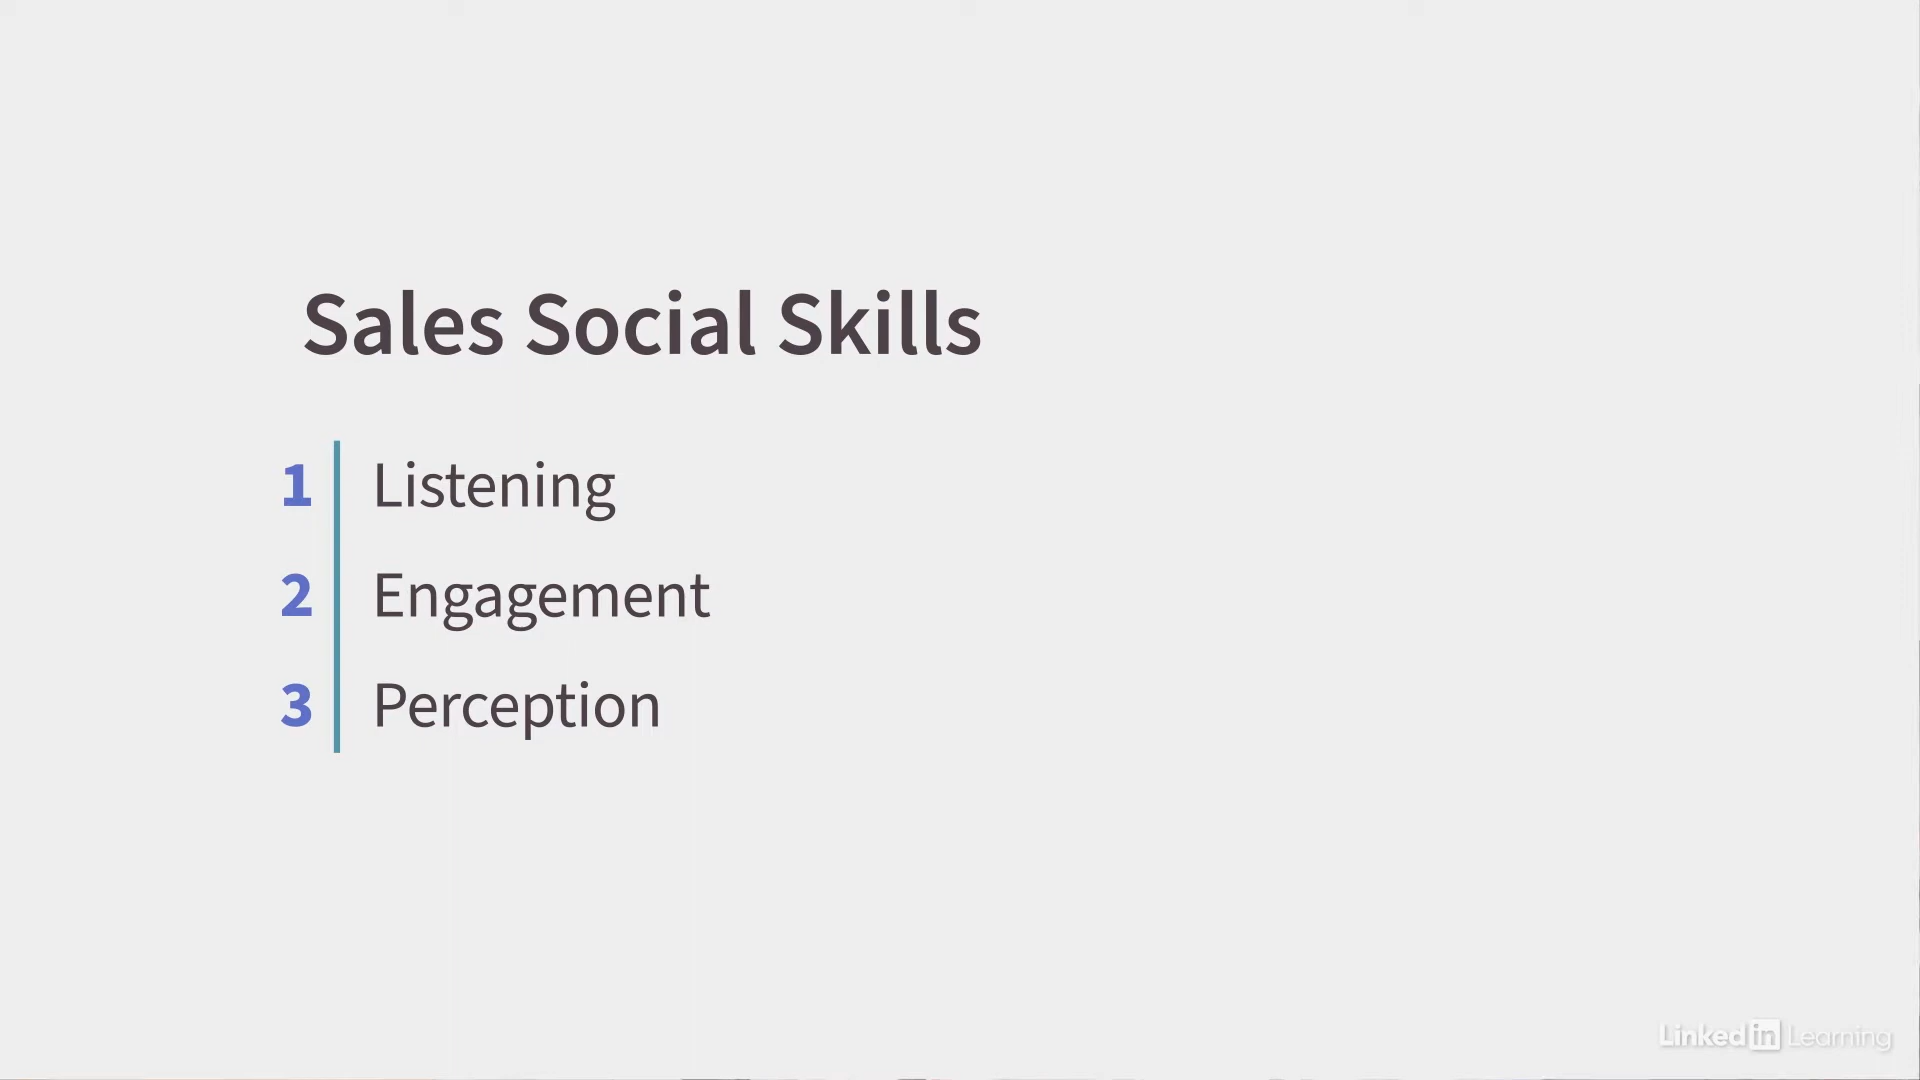 Sales Social Skills
1 Listening
2 Engagement
3 Perception
Linkedin Learning